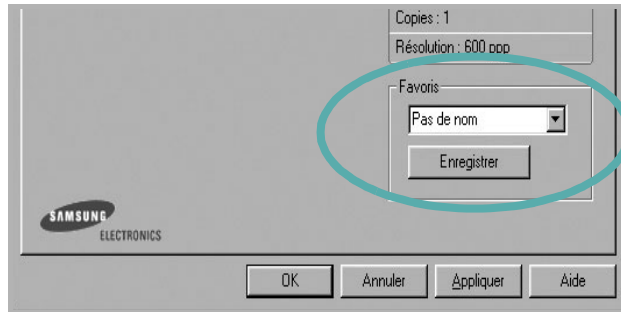 Copies : 1
Résolution : 600 ppp
Favoris
Pas de nom
Enregistrer
SAMSUNG
ELECTRONICS
OK Annuler Appliquer Aide